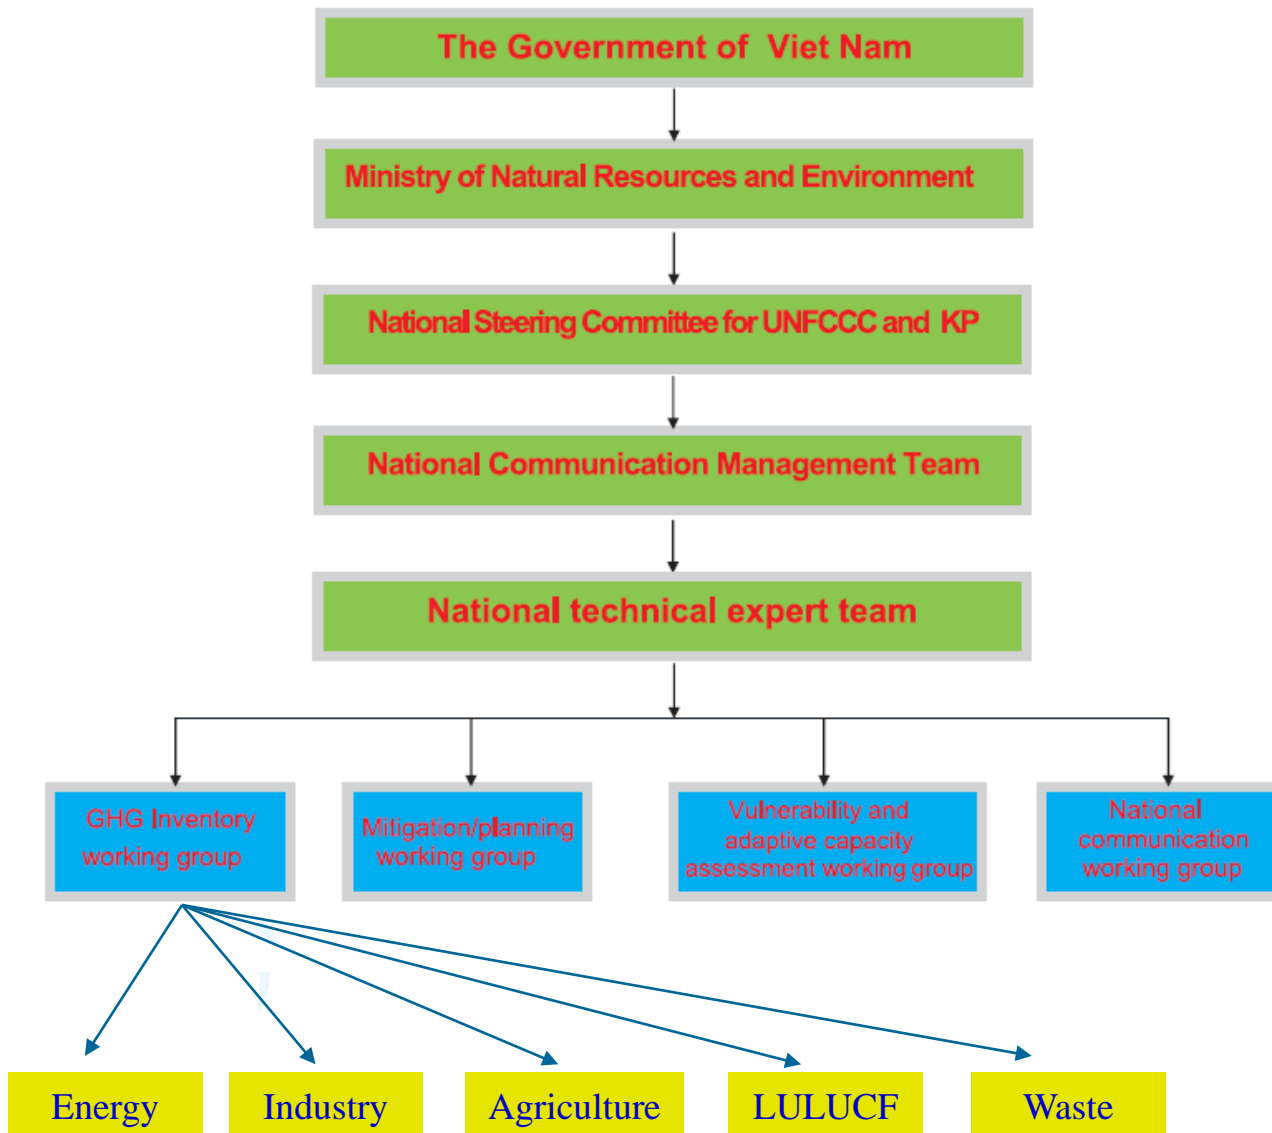 The Government of Viet Nam
Ministry of Natural Resources and Environment
National Steering Committee for UNFCCC and KP
National Communication Management Team
National technical expert team
GHG Inventory
working group
Mitigation/planning
working group
Vulnerability and
adaptive capacity
assessment working group
National
communication
working group
,
Energy
Industry
Agriculture
LULUCF
Waste